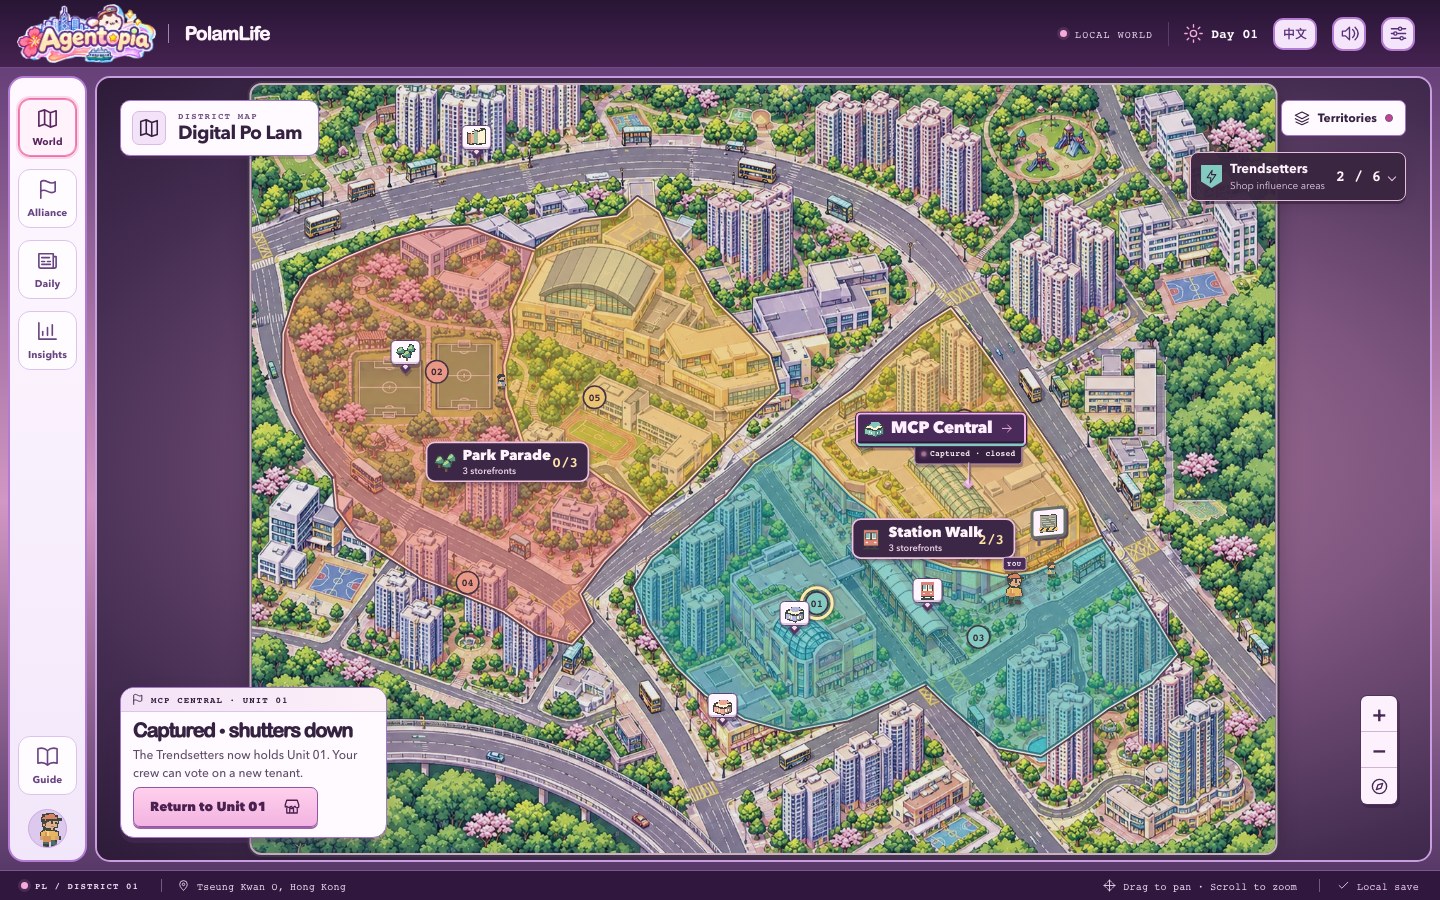 Agentopia
PolamLife
LOCAL WORLD
Day 01
中文
World
Alliance
Daily
Insights
Guide
DISTRICT MAP
Digital Po Lam
Territories
Trendsetters
Shop influence areas
2 / 6
02
05
MCP Central
Captured · closed
Park Parade
3 storefronts
0/3
Station Walk
3 storefronts
2/3
YOU
04
01
03
MCP CENTRAL · UNIT 01
Captured • shutters down
The Trendsetters now holds Unit 01. Your
crew can vote on a new tenant.
Return to Unit 01
PL / DISTRICT 01
Tseung Kwan O, Hong Kong
Drag to pan · Scroll to zoom
Local save